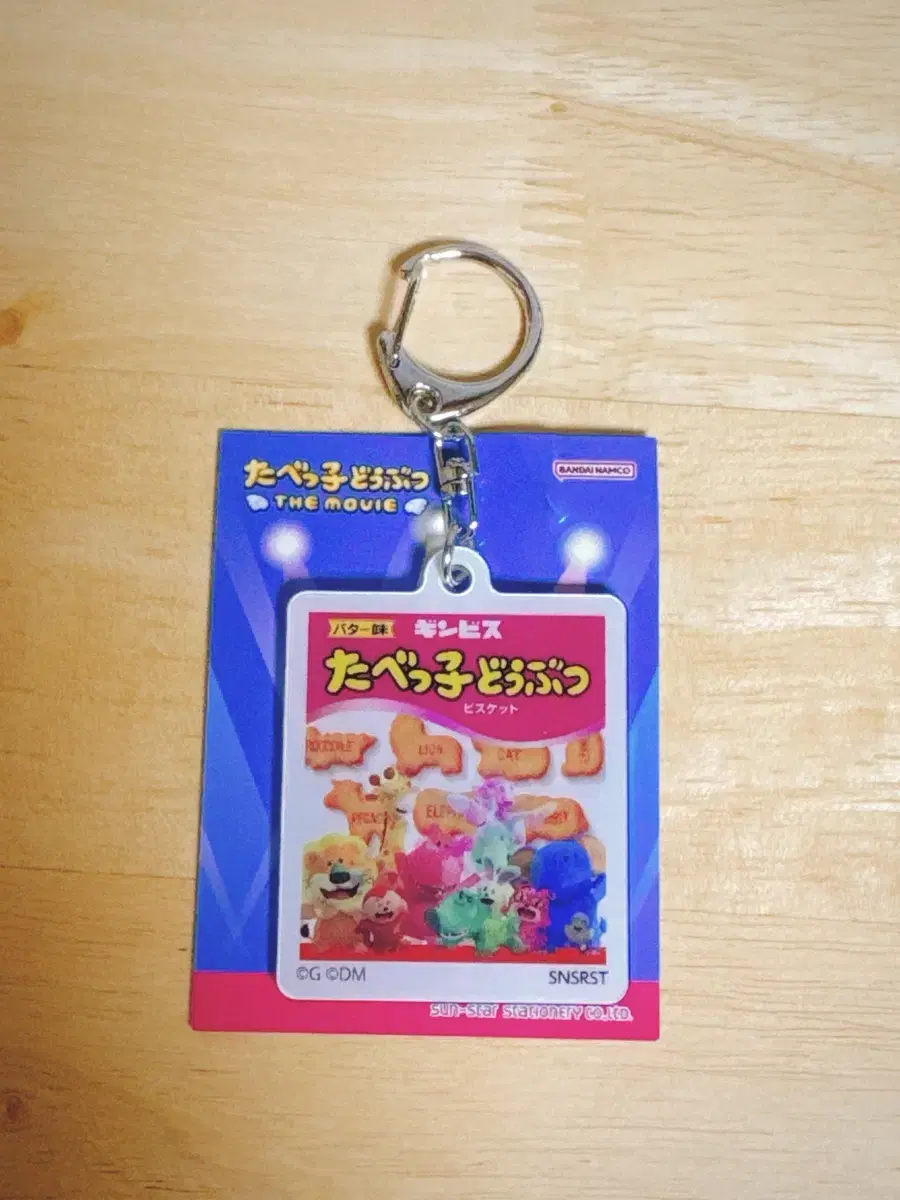 たべっ子どうぶつ
THE MOVIE
BANDAI NAMCO
バター味 ギンビス
たべっ子どうぶつ
ビスケット
LION
CAT
©G ©DM
SNSRST
SUN-STAR STATIONERY CO.,LTD.